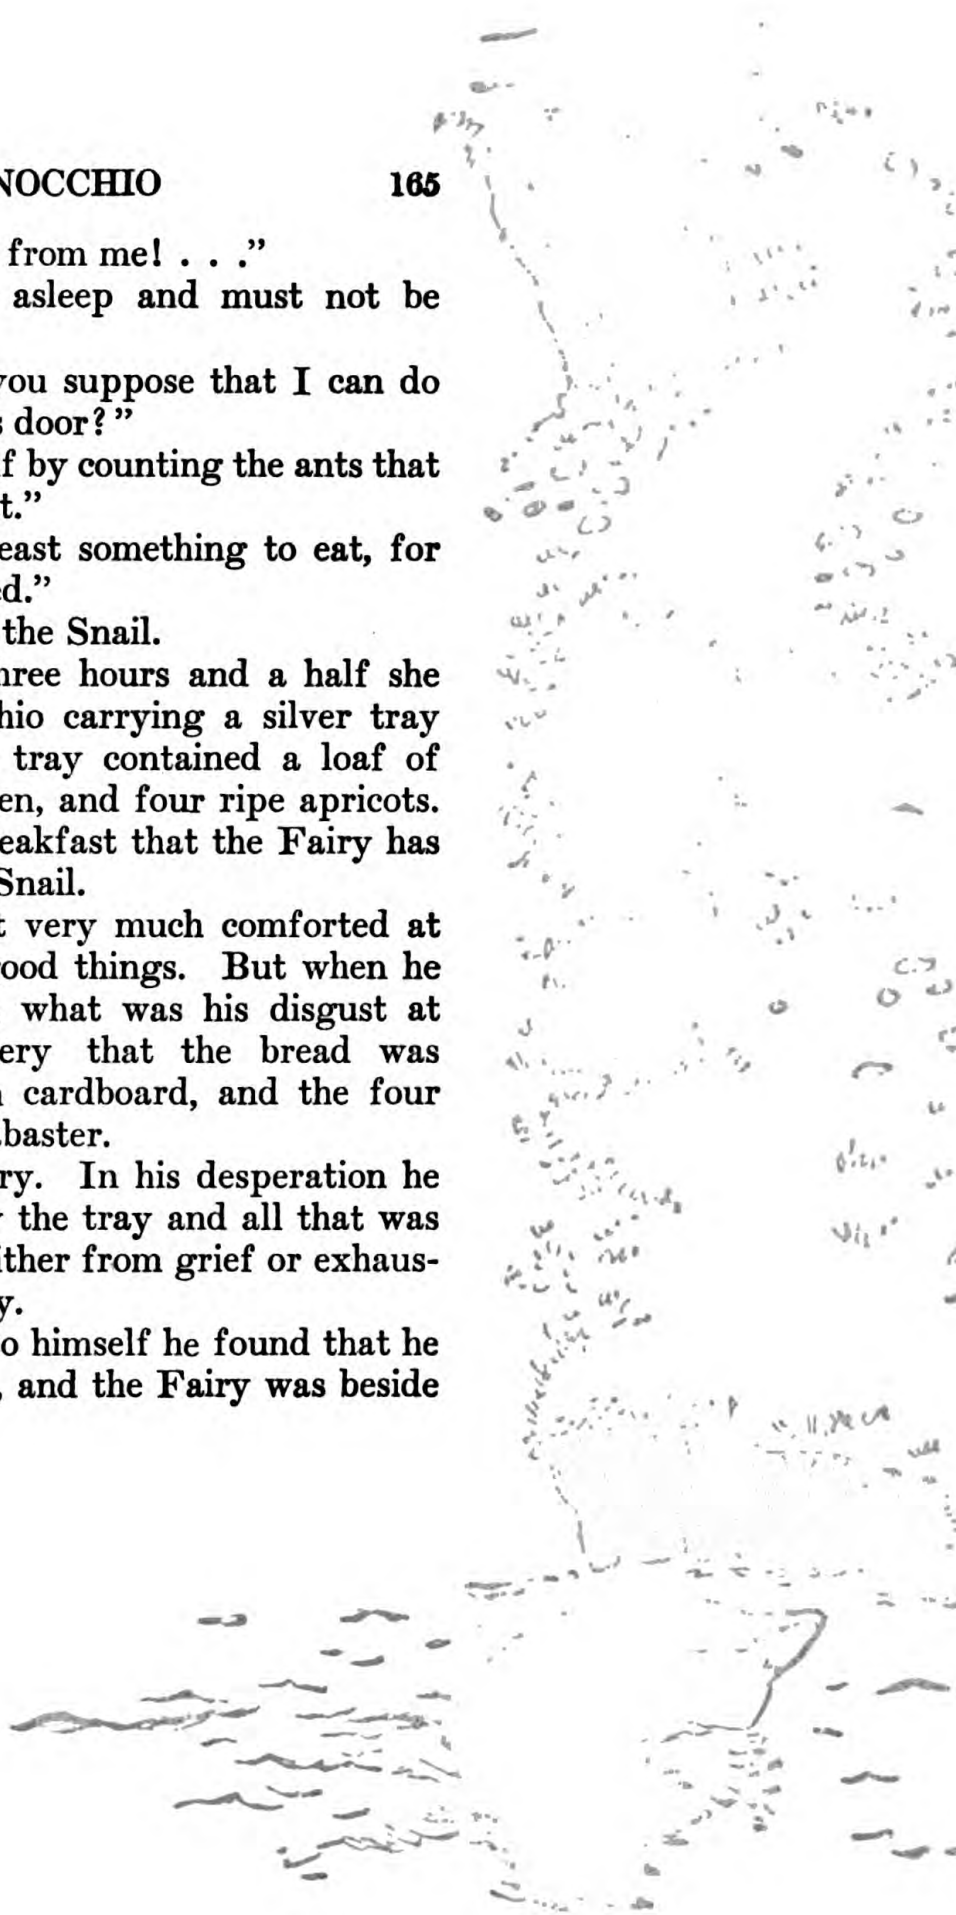 NOCCHIO 165
from me! . . ."
asleep and must not be
you suppose that I can do
s door?"
f by counting the ants that
t."
east something to eat, for
ed."
the Snail.
hree hours and a half she
hio carrying a silver tray
tray contained a loaf of
en, and four ripe apricots.
eakfast that the Fairy has
Snail.
t very much comforted at
ood things. But when he
what was his disgust at
ery that the bread was
cardboard, and the four
baster.
ry. In his desperation he
the tray and all that was
ither from grief or exhaus-
y.
o himself he found that he
, and the Fairy was beside